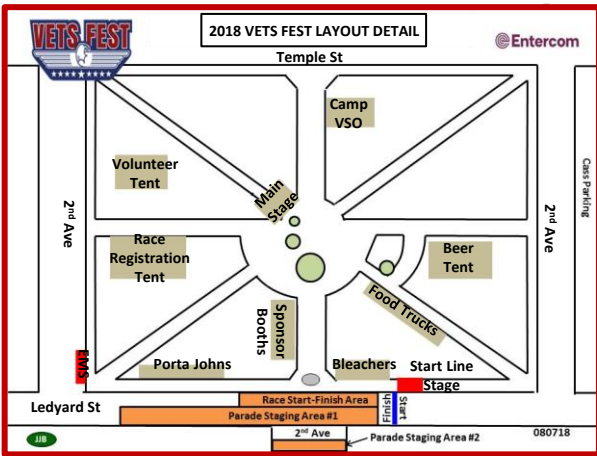 VETS FEST
2018 VETS FEST LAYOUT DETAIL
Entercom
Temple St
Camp
VSO
Volunteer
Tent
Main
Stage
Cass Parking
2nd Ave
2nd Ave
Race
Registration
Tent
Beer
Tent
Sponsor
Booths
Food Trucks
EMS
Porta Johns
Bleachers
Start Line
Stage
Race Start-Finish Area
Ledyard St
Parade Staging Area #1
Finish
Start
2nd Ave
Parade Staging Area #2
080718
JJB